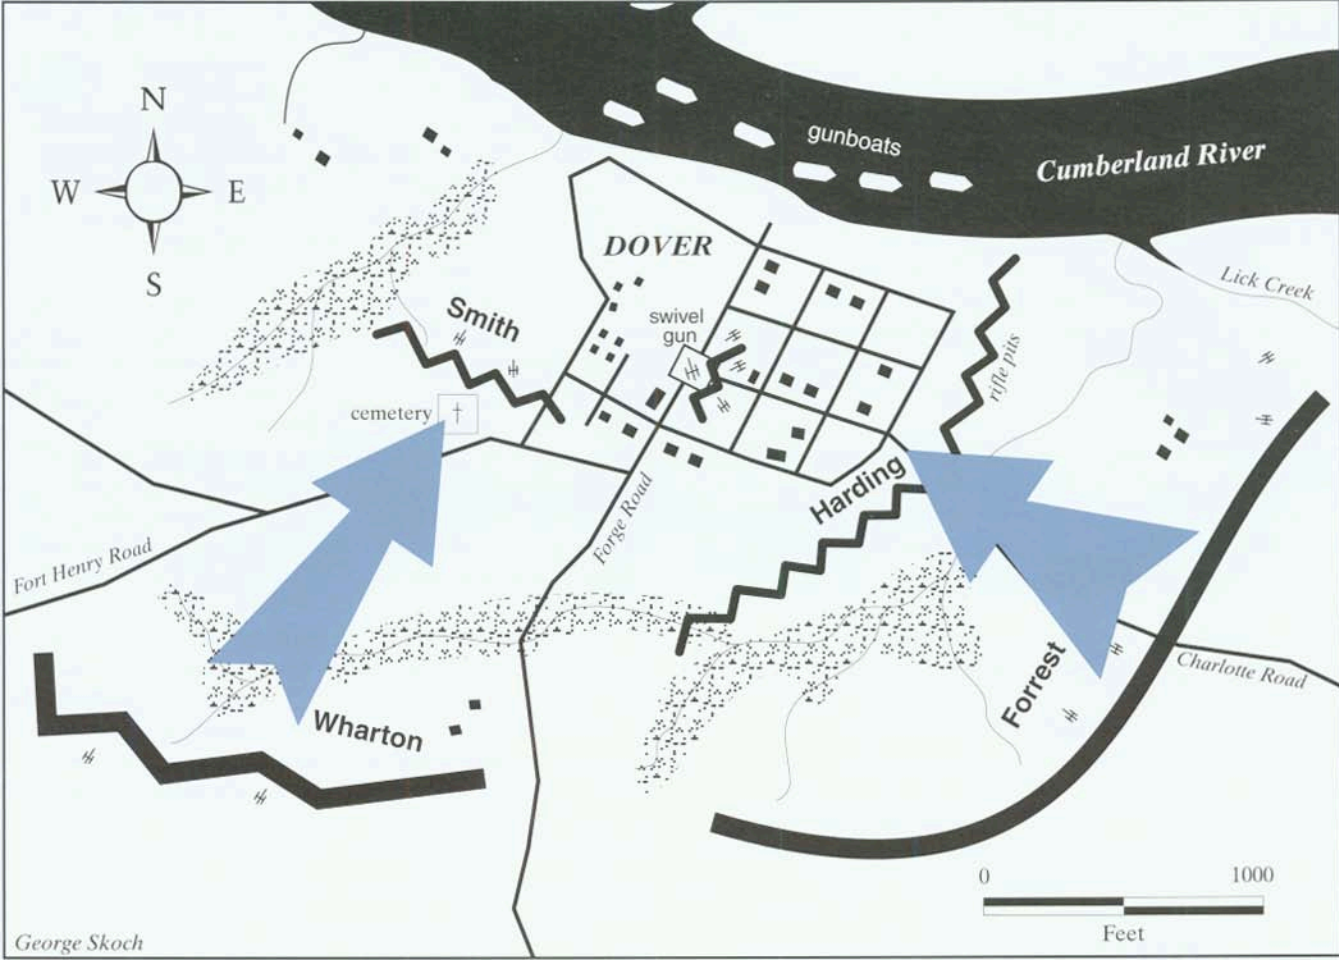 N
W
E
S
gunboats
Cumberland River
DOVER
Lick Creek
Smith
swivel
gun
rifle pits
cemetery
Harding
Forge Road
Fort Henry Road
Forrest
Charlotte Road
Wharton
0
1000
Feet
George Skoch